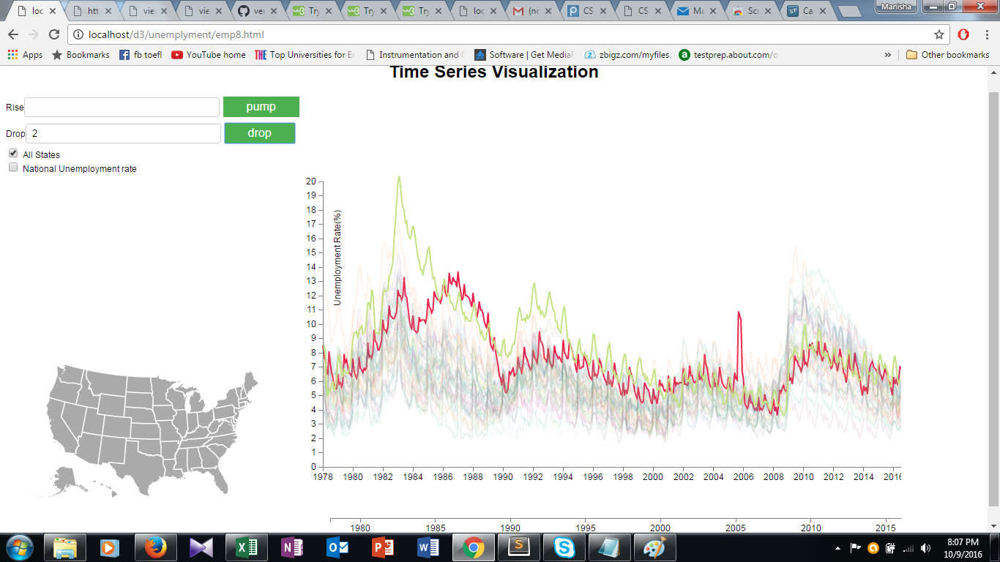 loc htt vie vie ver Try Try Try loc M (no CS CS Ma Scr Ca Manisha
localhost/d3/unemplyment/emp8.html
Apps Bookmarks fb toefl YouTube home THE Top Universities for En Instrumentation and Software | Get Media zbigz.com/myfiles testprep.about.com/o » Other bookmarks
Time Series Visualization
Rise pump
Drop 2 drop
All States
National Unemployment rate
20
19
18
17
16
15
14
13
12
11
10
9
8
7
6
5
4
3
2
1
0
Unemployment Rate(%)
1978 1980 1982 1984 1986 1988 1990 1992 1994 1996 1998 2000 2002 2004 2006 2008 2010 2012 2014 2016
1980 1985 1990 1995 2000 2005 2010 2015
8:07 PM
10/9/2016